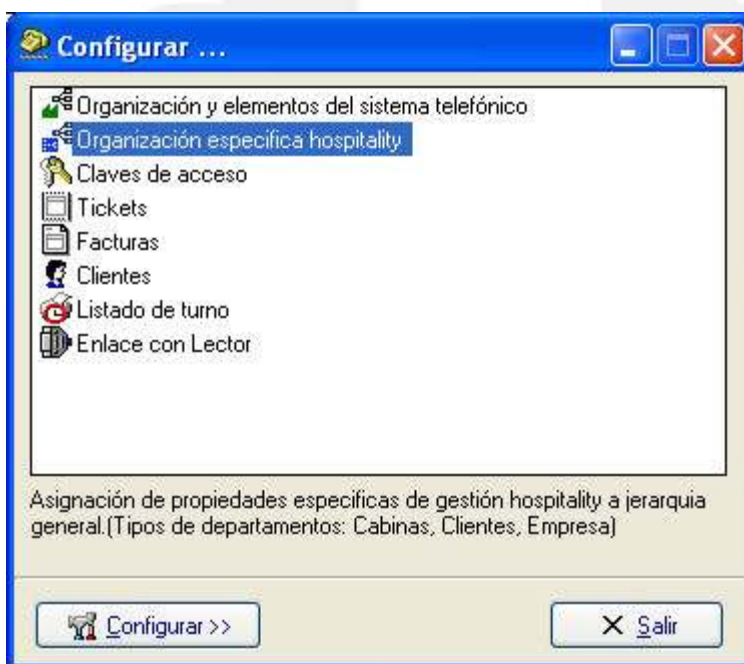 Configurar ...
Organización y elementos del sistema telefónico
Organización especifica hospitality
Claves de acceso
Tickets
Facturas
Clientes
Listado de turno
Enlace con Lector
Asignación de propiedades especificas de gestión hospitality a jerarquia
general.(Tipos de departamentos: Cabinas, Clientes, Empresa)
Configurar >>
Salir